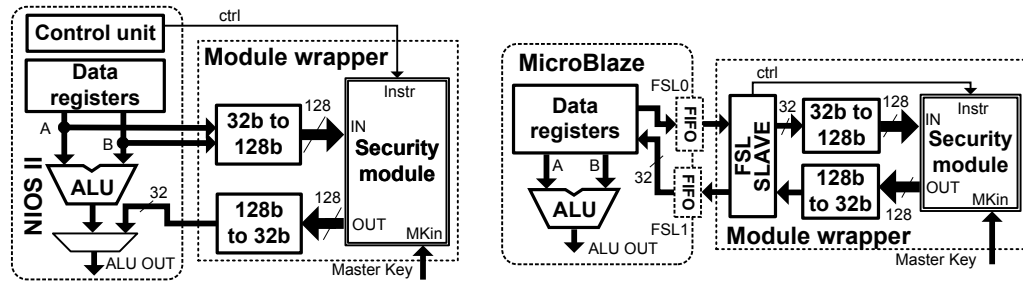 ctrl
Control unit
Module wrapper
Data
registers
Instr
A
B
32b to
128b
128
IN
Security
module
NIOS II
ALU
32
128b
to 32b
128
OUT
MKin
ALU OUT
Master Key
MicroBlaze
FSL0
ctrl
Data
registers
FIFO
32
32b to
128b
128
Instr
IN
Security
module
FSL
SLAVE
A
B
32
FIFO
ALU
128b
to 32b
128
OUT
MKin
FSL1
ALU OUT
Module wrapper
Master Key